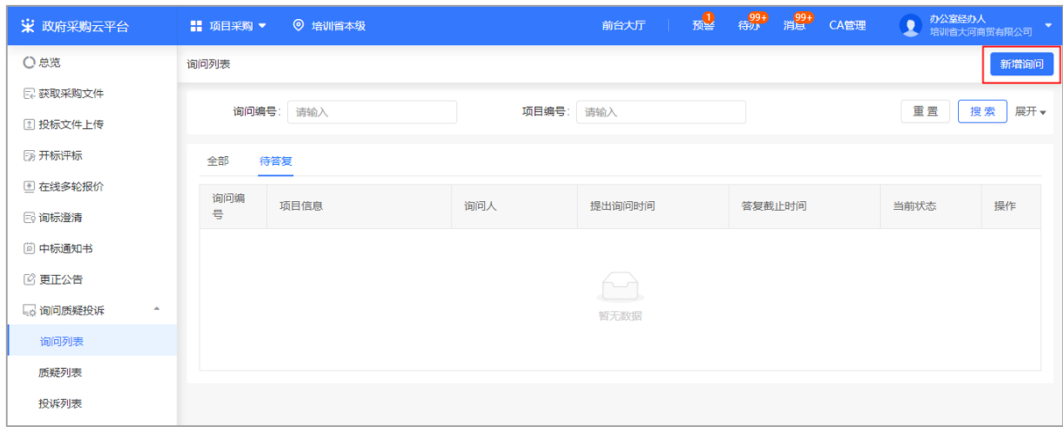 政府采购云平台 项目采购 培训省本级 前台大厅 预警 1 待办 99+ 消息 99+ CA管理 办公室经办人
培训省大河商贸有限公司
总览
获取采购文件
投标文件上传
开标评标
在线多轮报价
询标澄清
中标通知书
更正公告
询问质疑投诉
询问列表
质疑列表
投诉列表
询问列表 新增询问
询问编号: 请输入 项目编号: 请输入 重置 搜索 展开
全部 待答复
询问编
号 项目信息 询问人 提出询问时间 答复截止时间 当前状态 操作
暂无数据